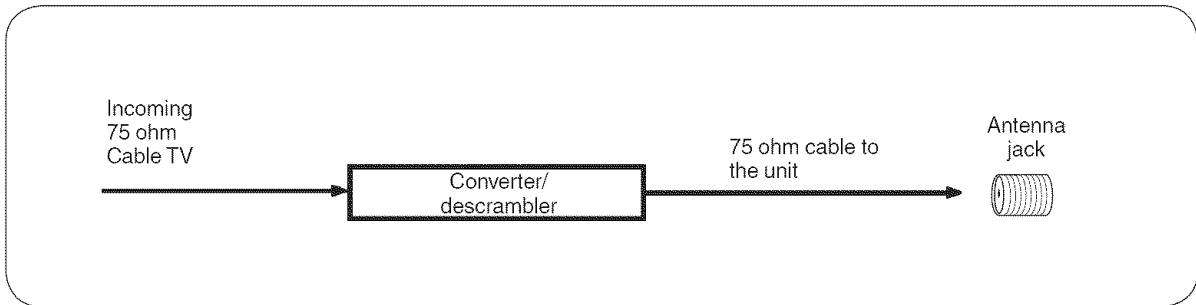 Incoming
75 ohm
Cable TV
Converter/
descrambler
75 ohm cable to
the unit
Antenna
jack